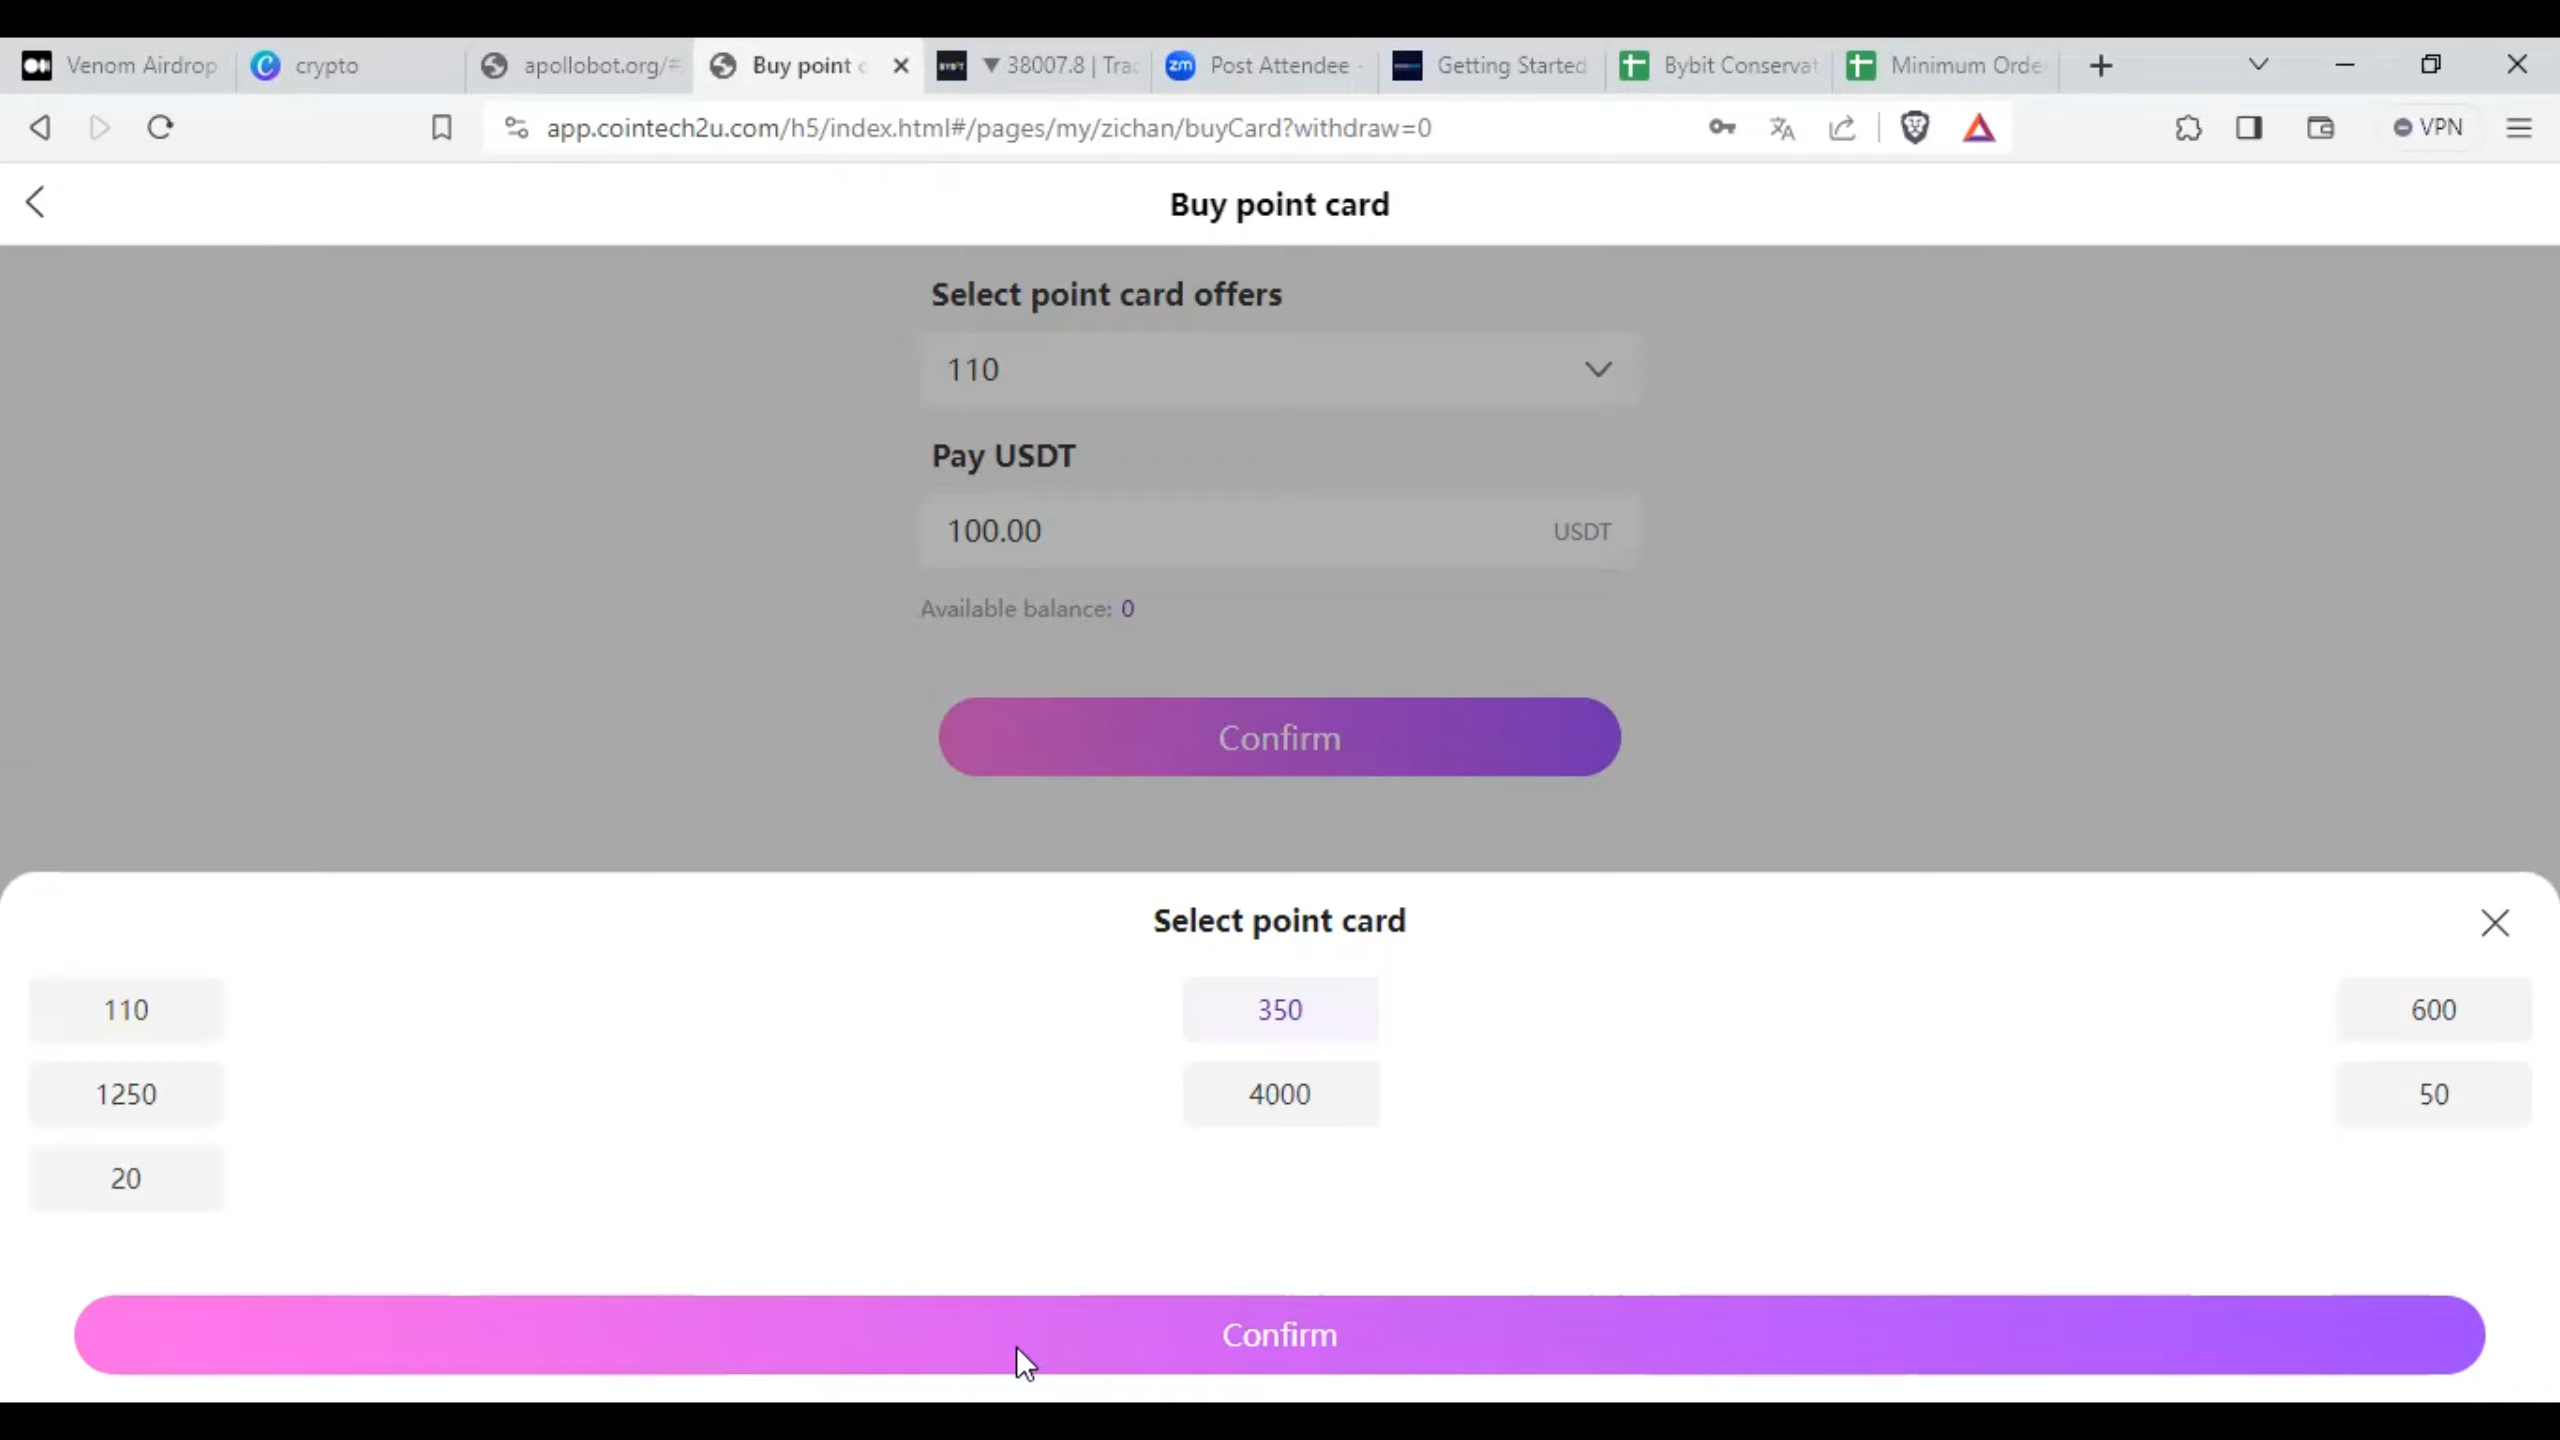 Venom Airdrop
crypto
apollobot.org/#
Buy point c
▼ 38007.8 | Trac
zm
Post Attendee -
Getting Started
Bybit Conservat
Minimum Orde
app.cointech2u.com/h5/index.html#/pages/my/zichan/buyCard?withdraw=0
VPN
Buy point card
Select point card offers
110
Pay USDT
100.00 USDT
Available balance: 0
Confirm
Select point card
110 350 600
1250 4000 50
20
Confirm